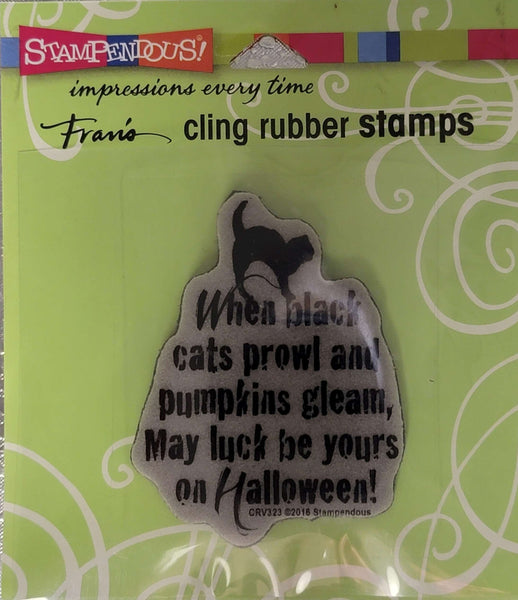 STAMPENDOUS!
impressions every time
Fran's cling rubber stamps
When black
cats prowl and
pumpkins gleam,
May luck be yours
on Halloween!
CRV323 ©2016 Stampendous